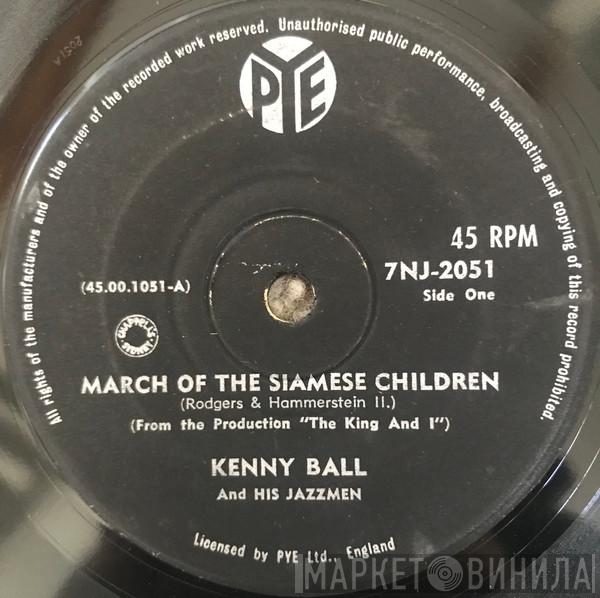 All rights of the manufacturers and of the owner of the recorded work reserved. Unauthorised public performance, broadcasting and copying of this record prohibited.
2051A
PYE
45 RPM
7NJ-2051
Side One
(45.00.1051-A)
CHAPPELL'S SYDNEY
MARCH OF THE SIAMESE CHILDREN
(Rodgers & Hammerstein II.)
(From the Production "The King And I")
KENNY BALL
And HIS JAZZMEN
Licensed by PYE Ltd., England
МАРКЕТ ВИНИЛА